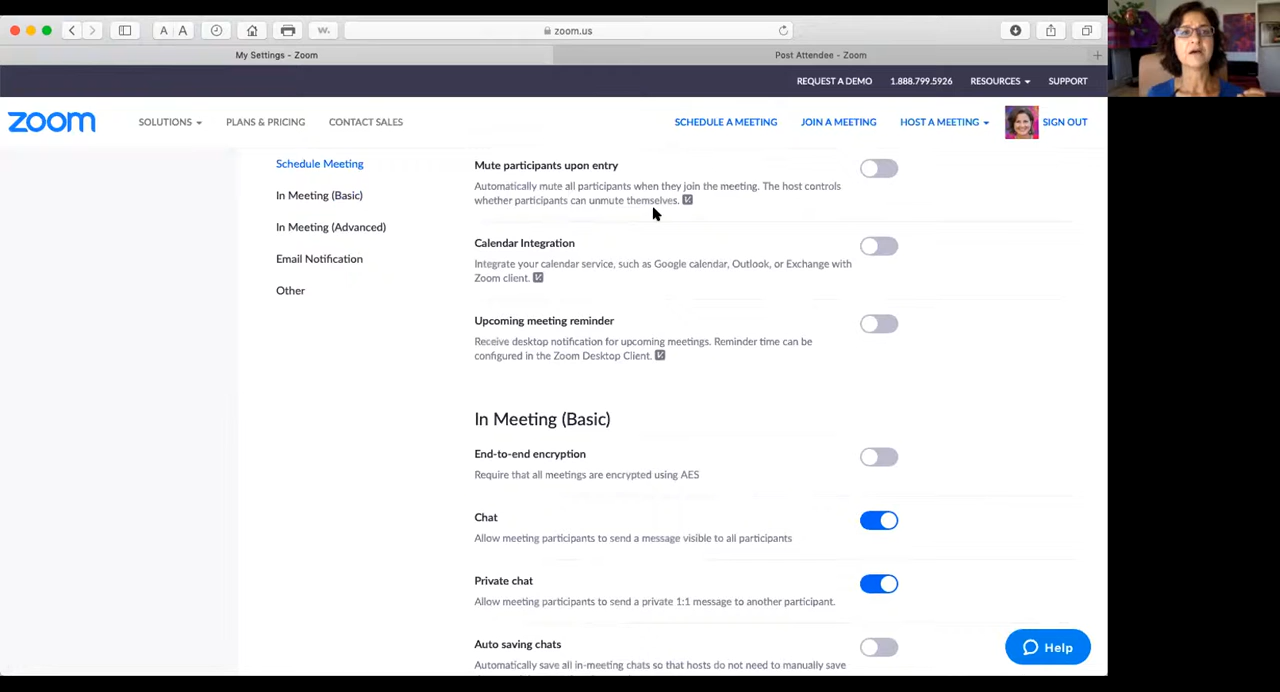 A A
w.
zoom.us
My Settings - Zoom
Post Attendee - Zoom
REQUEST A DEMO 1.888.799.5926 RESOURCES SUPPORT
zoom SOLUTIONS PLANS & PRICING CONTACT SALES SCHEDULE A MEETING JOIN A MEETING HOST A MEETING SIGN OUT
Schedule Meeting
In Meeting (Basic)
In Meeting (Advanced)
Email Notification
Other
Mute participants upon entry
Automatically mute all participants when they join the meeting. The host controls
whether participants can unmute themselves.
Calendar Integration
Integrate your calendar service, such as Google calendar, Outlook, or Exchange with
Zoom client.
Upcoming meeting reminder
Receive desktop notification for upcoming meetings. Reminder time can be
configured in the Zoom Desktop Client.
In Meeting (Basic)
End-to-end encryption
Require that all meetings are encrypted using AES
Chat
Allow meeting participants to send a message visible to all participants
Private chat
Allow meeting participants to send a private 1:1 message to another participant.
Auto saving chats
Automatically save all in-meeting chats so that hosts do not need to manually save
Help